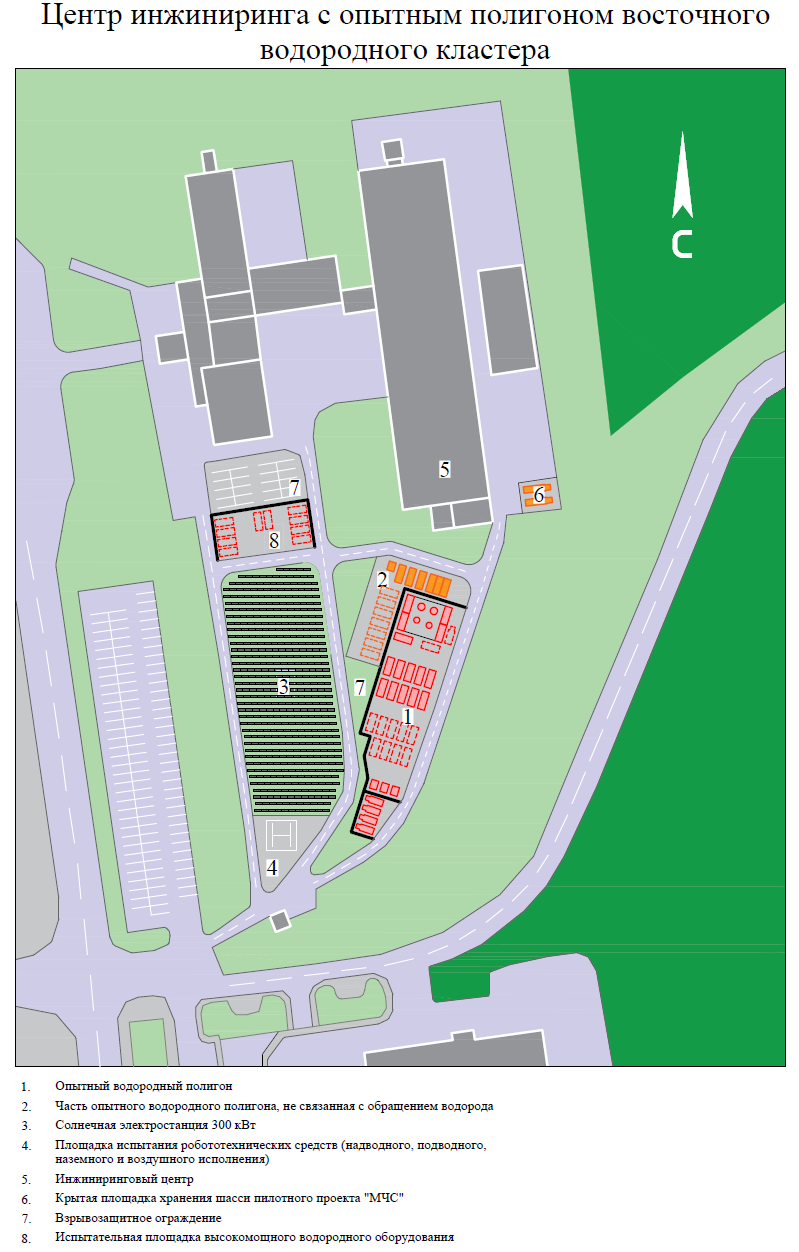 Центр инжиниринга с опытным полигоном восточного
водородного кластера
С
5
6
7
8
2
3
7
1
4
1. Опытный водородный полигон
2. Часть опытного водородного полигона, не связанная с обращением водорода
3. Солнечная электростанция 300 кВт
4. Площадка испытания робототехнических средств (надводного, подводного,
наземного и воздушного исполнения)
5. Инжиниринговый центр
6. Крытая площадка хранения шасси пилотного проекта "МЧС"
7. Взрывозащитное ограждение
8. Испытательная площадка высокомощного водородного оборудования